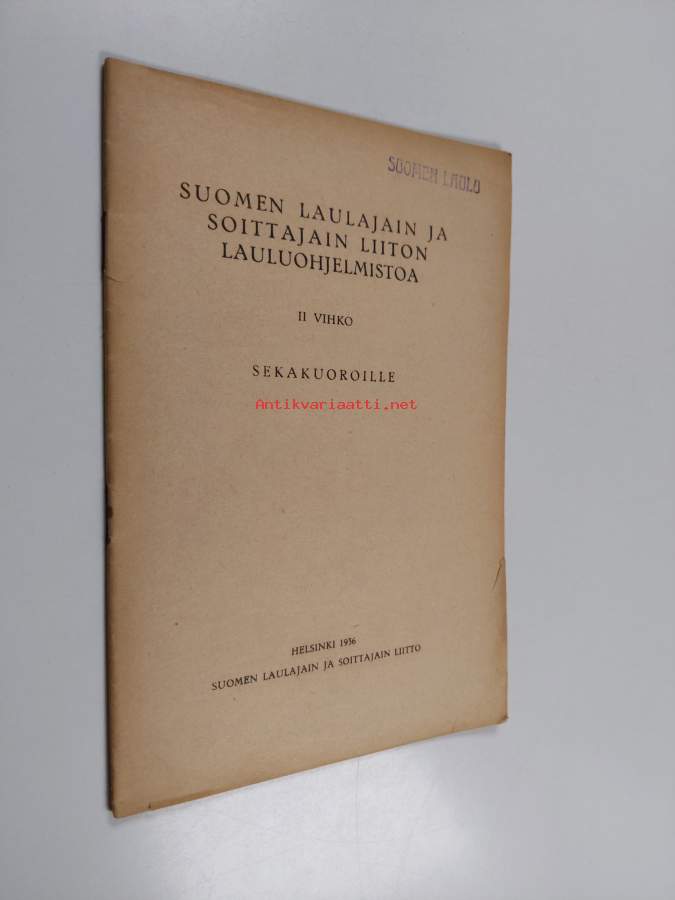 SUOMEN LAULU
SUOMEN LAULAJAIN JA
SOITTAJAIN LIITON
LAULUOHJELMISTOA
II VIHKO
SEKAKUOROILLE
Antikvariaatti.net
HELSINKI 1936
SUOMEN LAULAJAIN JA SOITTAJAIN LIITTO